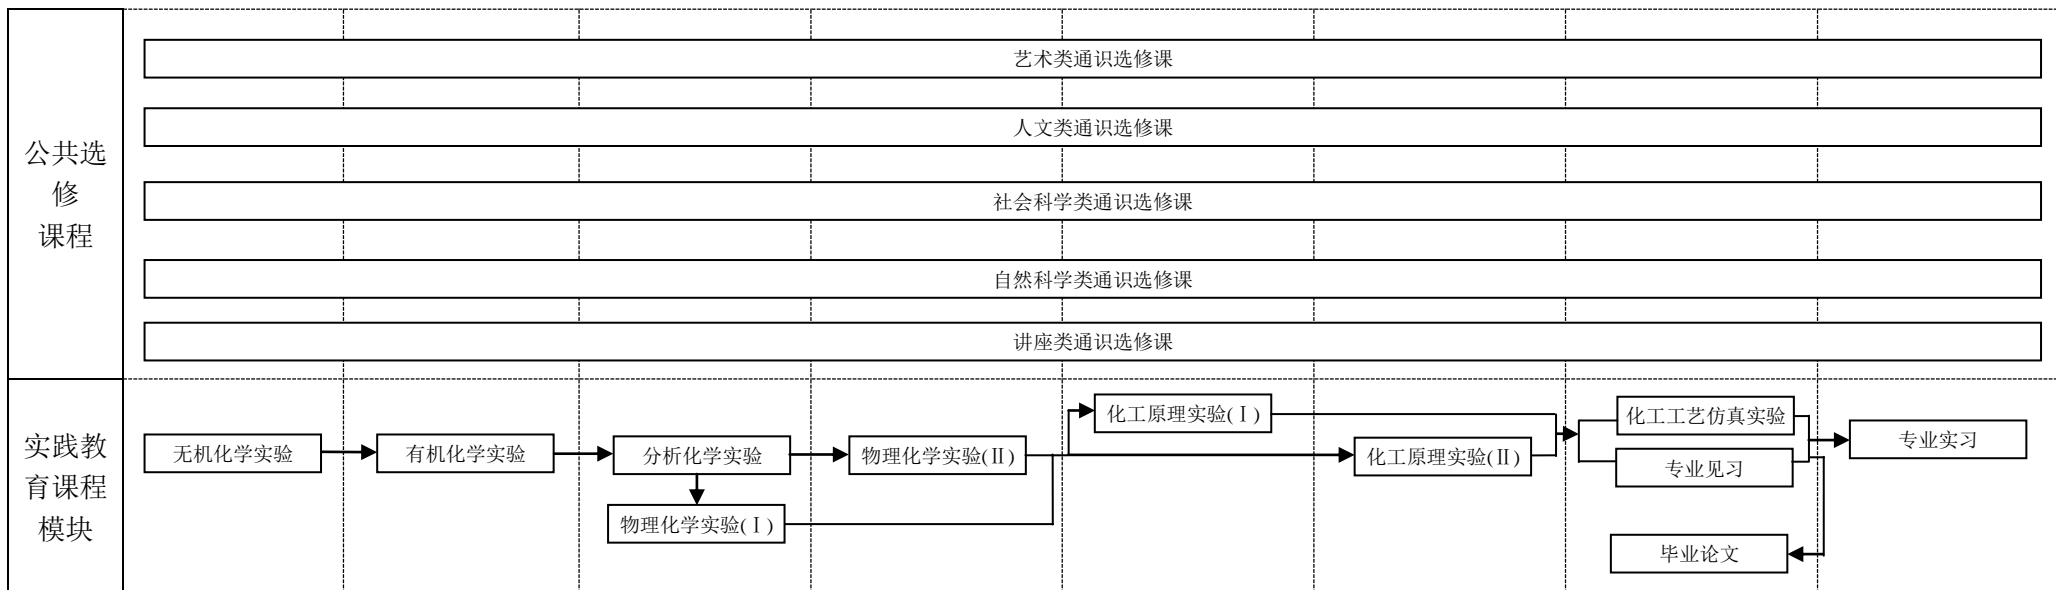 公共选
修
课程
艺术类通识选修课
人文类通识选修课
社会科学类通识选修课
自然科学类通识选修课
讲座类通识选修课
实践教
育课程
模块
无机化学实验
有机化学实验
分析化学实验
物理化学实验(Ⅰ)
物理化学实验(Ⅱ)
化工原理实验(Ⅰ)
化工原理实验(Ⅱ)
化工工艺仿真实验
专业见习
毕业论文
专业实习